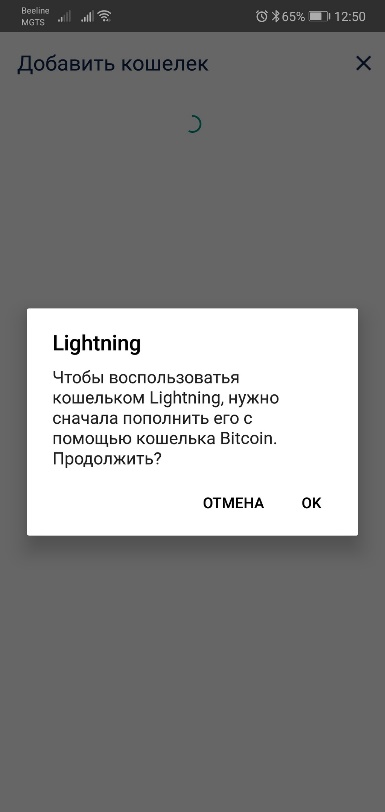 Beeline
MGTS
65% 12:50
Добавить кошелек
Lightning
Чтобы воспользоватья
кошельком Lightning, нужно
сначала пополнить его с
помощью кошелька Bitcoin.
Продолжить?
ОТМЕНА OK